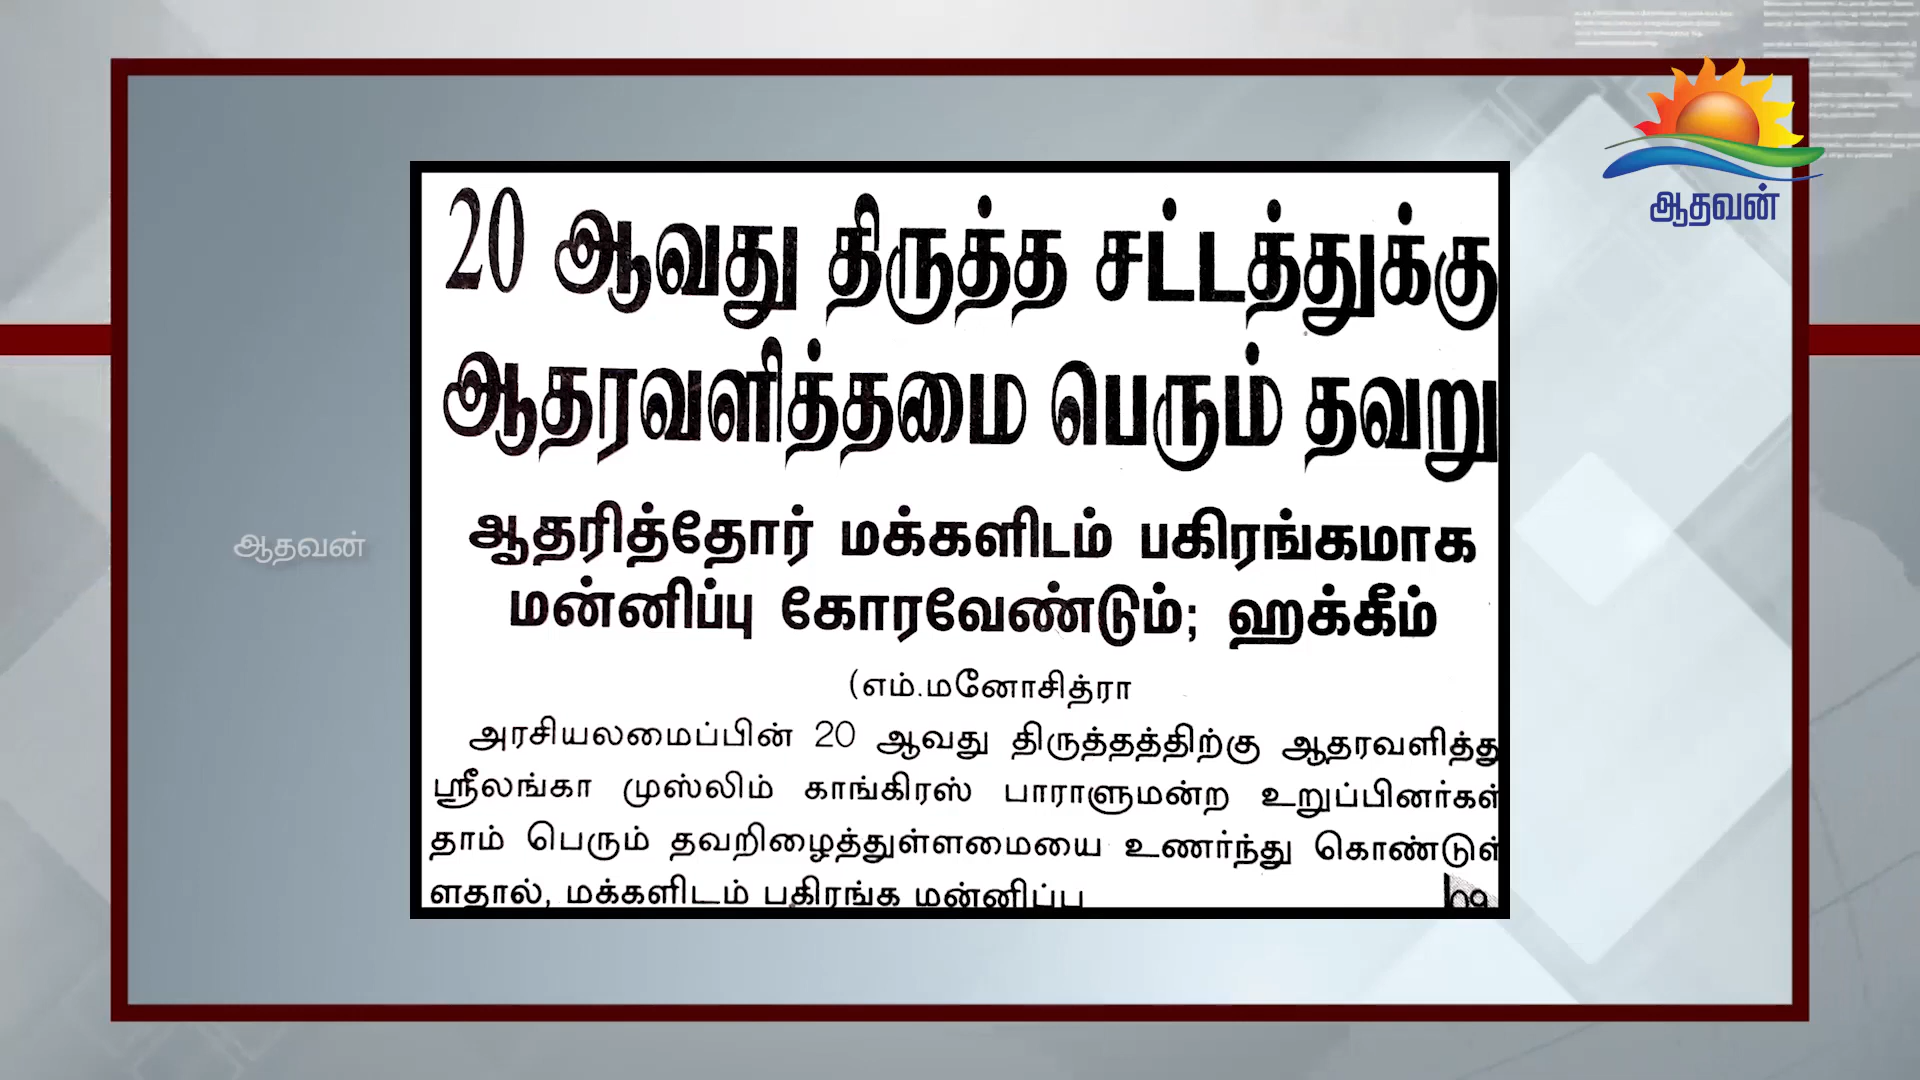 ஆதவன்
20 ஆவது திருத்த சட்டத்துக்கு
ஆதரவளித்தமை பெரும் தவறு
ஆதரித்தோர் மக்களிடம் பகிரங்கமாக
மன்னிப்பு கோரவேண்டும்; ஹக்கீம்
(எம்.மனோசித்ரா
அரசியலமைப்பின் 20 ஆவது திருத்தத்திற்கு ஆதரவளித்து
ஸ்ரீலங்கா முஸ்லிம் காங்கிரஸ் பாராளுமன்ற உறுப்பினர்கள்
தாம் பெரும் தவறிழைத்துள்ளமையை உணர்ந்து கொண்டுள்
ளதால், மக்களிடம் பகிரங்க மன்னிப்பு
09
ஆதவன்